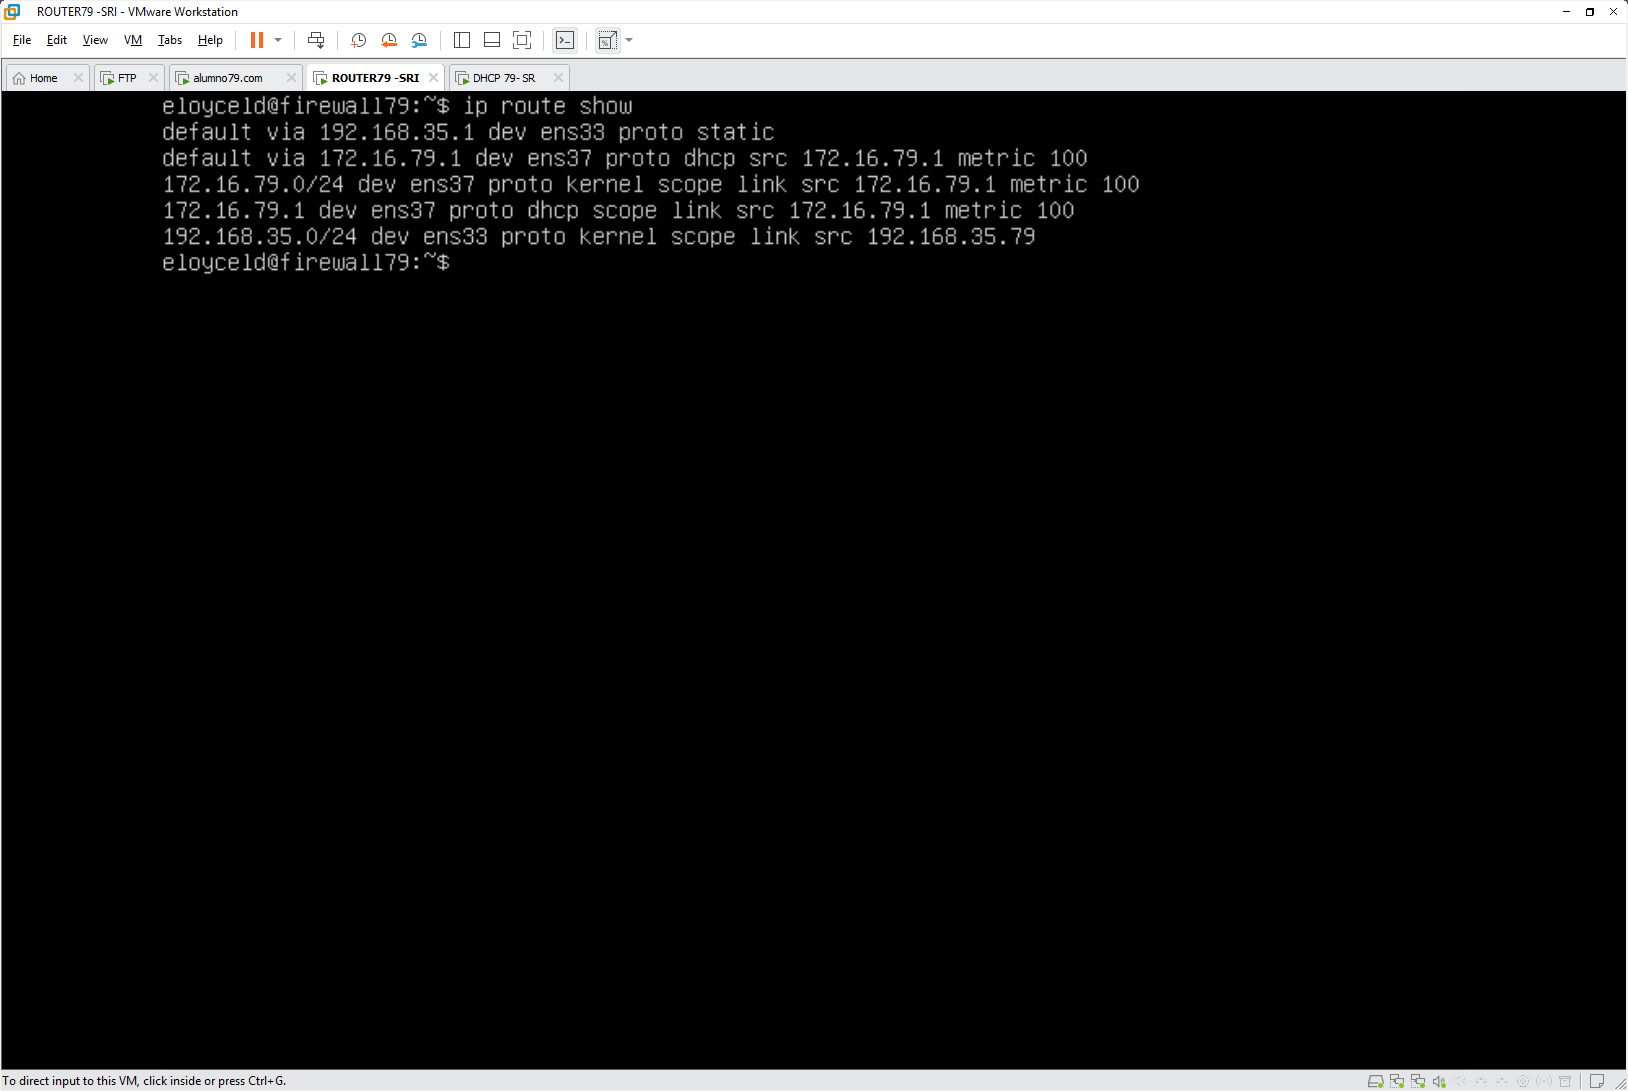 ROUTER79 -SRI - VMware Workstation
File Edit View VM Tabs Help
Home FTP alumno79.com ROUTER79 -SRI DHCP 79- SR
eloyceld@firewall79:~$ ip route show
default via 192.168.35.1 dev ens33 proto static
default via 172.16.79.1 dev ens37 proto dhcp src 172.16.79.1 metric 100
172.16.79.0/24 dev ens37 proto kernel scope link src 172.16.79.1 metric 100
172.16.79.1 dev ens37 proto dhcp scope link src 172.16.79.1 metric 100
192.168.35.0/24 dev ens33 proto kernel scope link src 192.168.35.79
eloyceld@firewall79:~$
To direct input to this VM, click inside or press Ctrl+G.